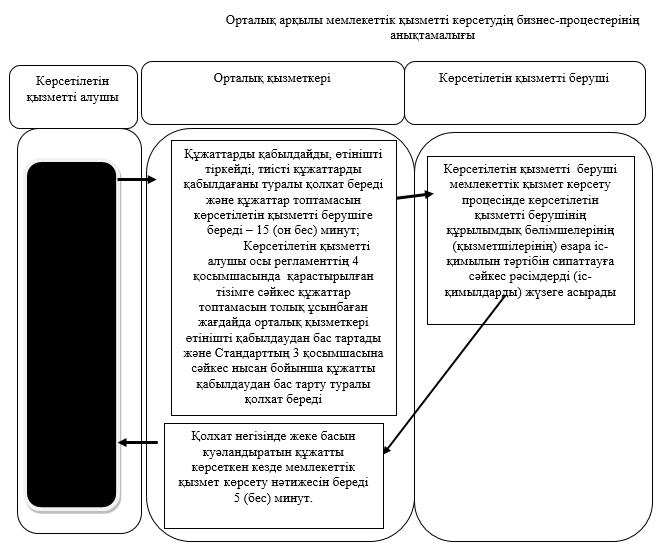 Орталық арқылы мемлекеттік қызметті көрсетудің бизнес-процестерінің
анықтамалығы
Көрсетілетін
қызметті алушы
Орталық қызметкері
Көрсетілетін қызметті беруші
Құжаттарды қабылдайды, өтінішті
тіркейді, тиісті құжаттарды
қабылдағаны туралы қолхат береді
және құжаттар топтамасын
көрсетілетін қызметті берушіге
береді – 15 (он бес) минут;
Көрсетілетін қызметті
алушы осы регламенттің 4
қосымшасында қарастырылған
тізімге сәйкес құжаттар
топтамасын толық ұсынбаған
жағдайда орталық қызметкері
өтінішті қабылдаудан бас тартады
және Стандарттың 3 қосымшасына
сәйкес нысан бойынша құжатты
қабылдаудан бас тарту туралы
қолхат береді
Көрсетілетін қызметті беруші
мемлекеттік қызмет көрсету
процесінде көрсетілетін
қызметті берушінің
құрылымдық бөлімшелерінің
(қызметшілерінің) өзара іс-
қимылын тәртібін сипаттауға
сәйкес рәсімдерді (іс-
қимылдарды) жүзеге асырады
Қолхат негізінде жеке басын
куәландыратын құжатты
көрсеткен кезде мемлекеттік
қызмет көрсету нәтижесін береді
5 (бес) минут.